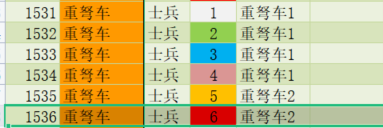 1531 重弩车 士兵 1 重弩车1
1532 重弩车 士兵 2 重弩车1
1533 重弩车 士兵 3 重弩车1
1534 重弩车 士兵 4 重弩车1
1535 重弩车 士兵 5 重弩车2
1536 重弩车 士兵 6 重弩车2